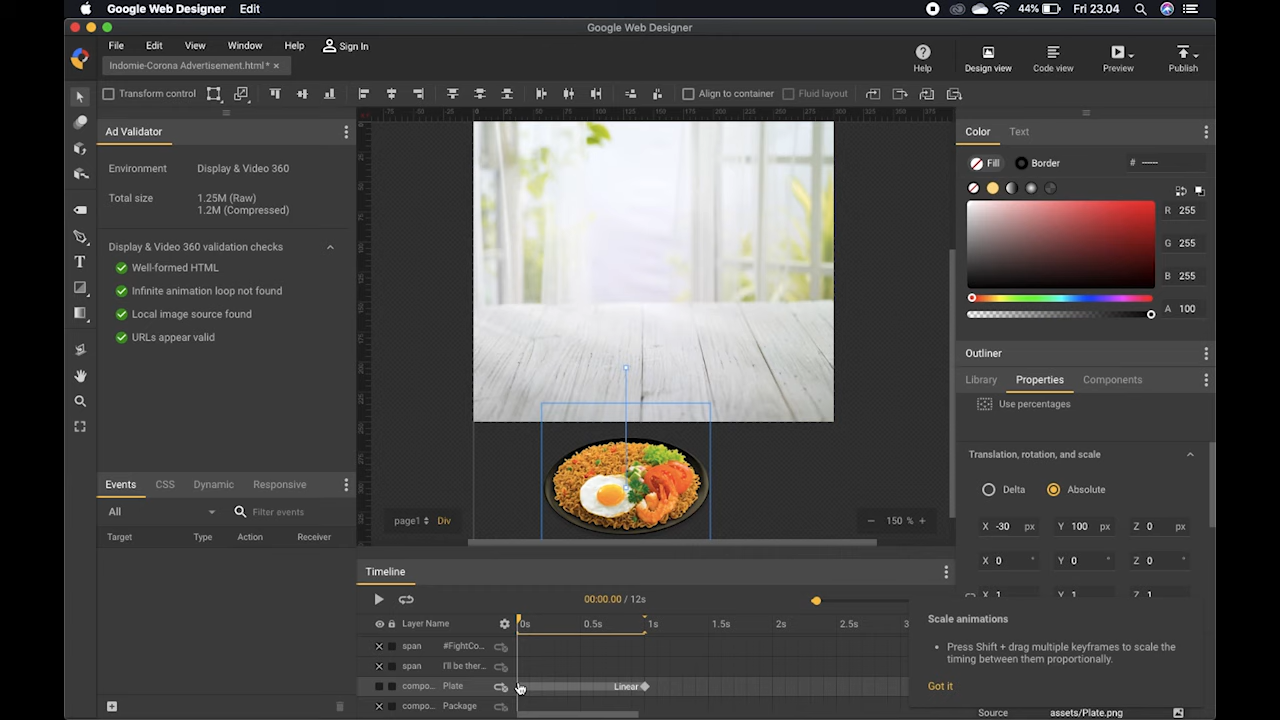 Google Web Designer Edit 44% Fri 23.04
Google Web Designer
File Edit View Window Help Sign In
Indomie-Corona Advertisement.html* ×
Help Design view Code view Preview Publish
Transform control Align to container Fluid layout
Ad Validator
Environment Display & Video 360
Total size 1.25M (Raw)
1.2M (Compressed)
Display & Video 360 validation checks
Well-formed HTML
Infinite animation loop not found
Local image source found
URLs appear valid
Events CSS Dynamic Responsive
All Filter events
Target Type Action Receiver
page1 Div
150 %
Color Text
Fill Border #
R 255
G 255
B 255
A 100
Outliner
Library Properties Components
Use percentages
Translation, rotation, and scale
Delta Absolute
X -30 px Y 100 px Z 0 px
X 0 ° Y 0 ° Z 0 °
X 1 Y 1 Z 1
Timeline
00:00.00 / 12s
Layer Name 0s 0.5s 1s 1.5s 2s 2.5s 3
span #FightCo...
span I'll be ther...
compo... Plate Linear
compo... Package
Scale animations
• Press Shift + drag multiple keyframes to scale the
timing between them proportionally.
Got it
Source assets/Plate.png